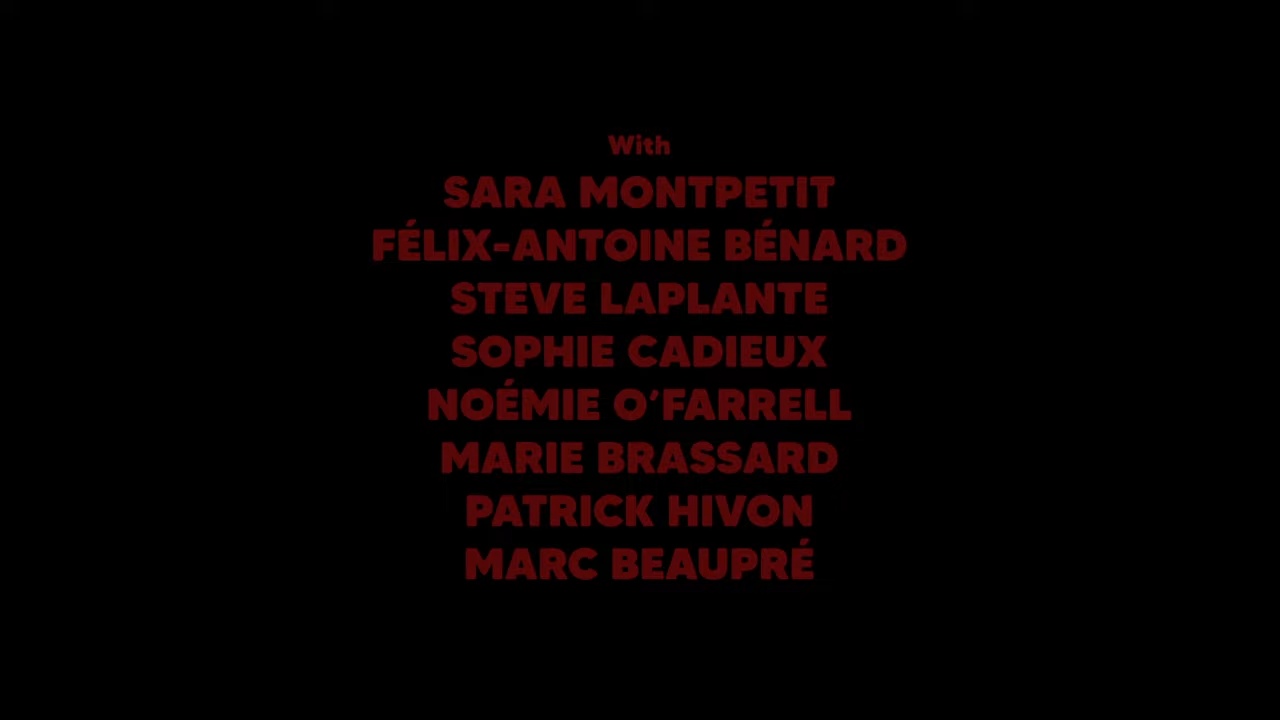 With
SARA MONTPETIT
FÉLIX-ANTOINE BÉNARD
STEVE LAPLANTE
SOPHIE CADIEUX
NOÉMIE O'FARRELL
MARIE BRASSARD
PATRICK HIVON
MARC BEAUPRÉ